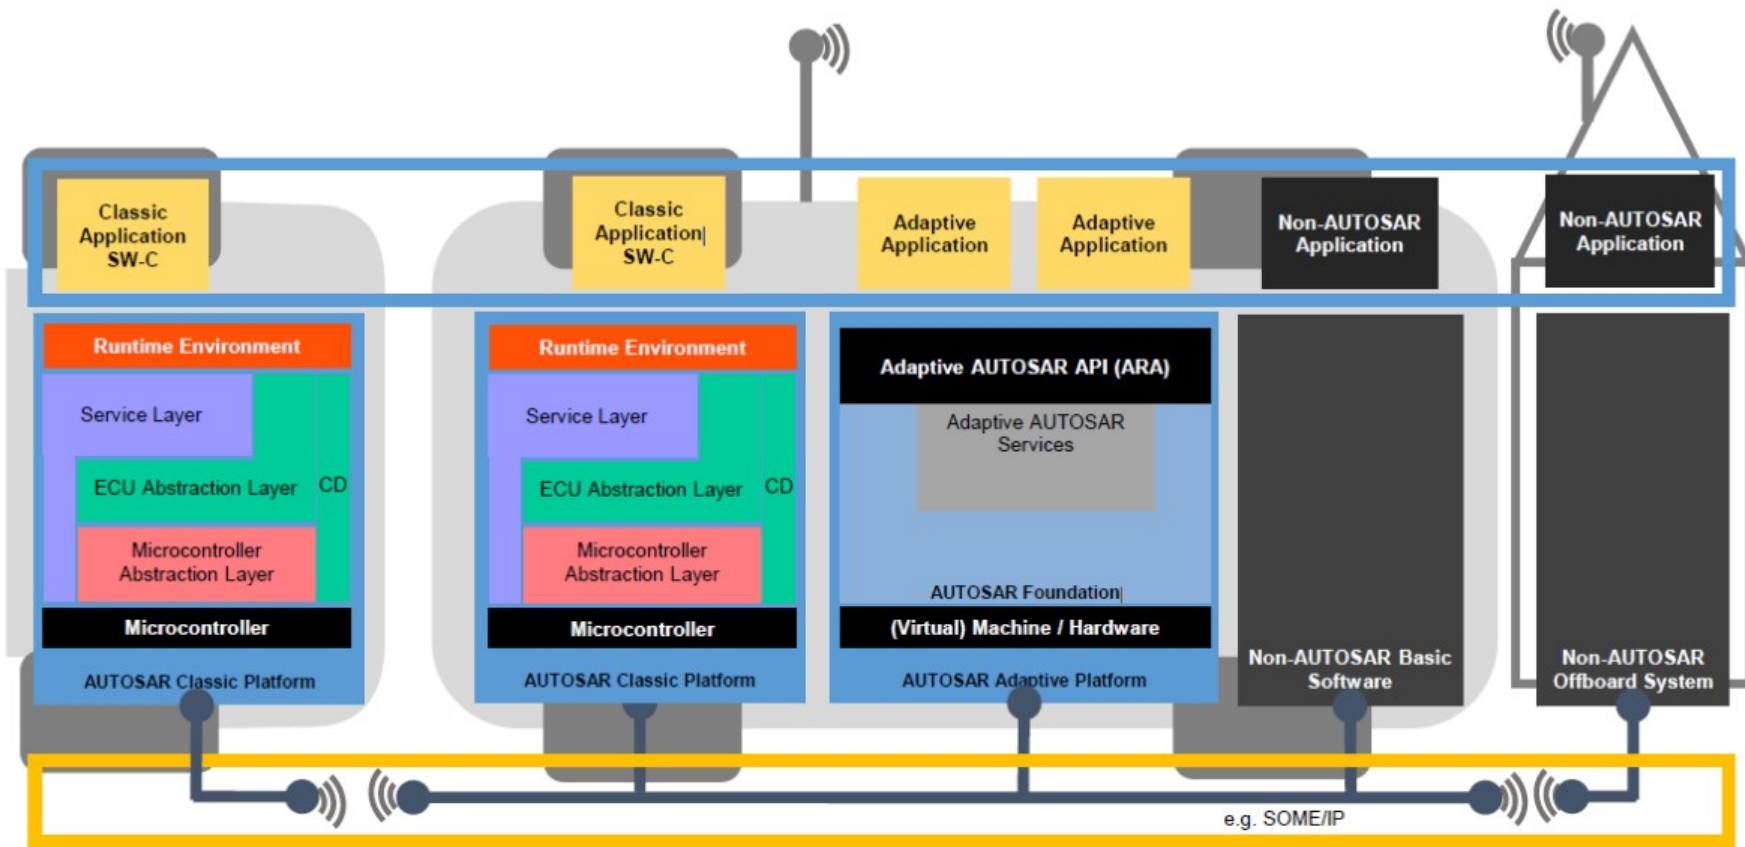 Classic
Application
SW-C
Classic
Application
SW-C
Adaptive
Application
Adaptive
Application
Non-AUTOSAR
Application
Non-AUTOSAR
Application
Runtime Environment
Service Layer
ECU Abstraction Layer
CD
Microcontroller
Abstraction Layer
Microcontroller
AUTOSAR Classic Platform
Runtime Environment
Service Layer
ECU Abstraction Layer
CD
Microcontroller
Abstraction Layer
Microcontroller
AUTOSAR Classic Platform
Adaptive AUTOSAR API (ARA)
Adaptive AUTOSAR
Services
AUTOSAR Foundation
(Virtual) Machine / Hardware
AUTOSAR Adaptive Platform
Non-AUTOSAR Basic
Software
Non-AUTOSAR
Offboard System
e.g. SOME/IP